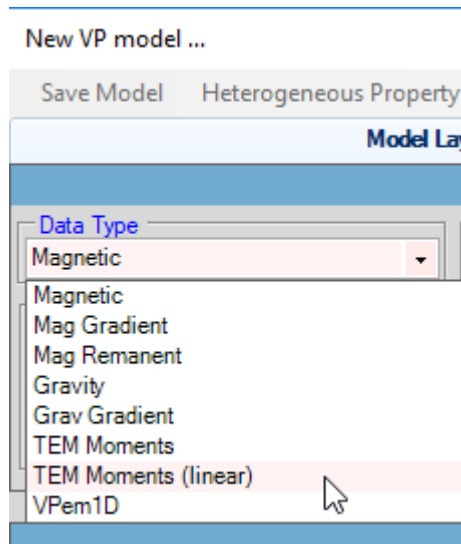 New VP model ...
Save Model Heterogeneous Property
Model La
Data Type
Magnetic
Magnetic
Mag Gradient
Mag Remanent
Gravity
Grav Gradient
TEM Moments
TEM Moments (linear)
VPem1D